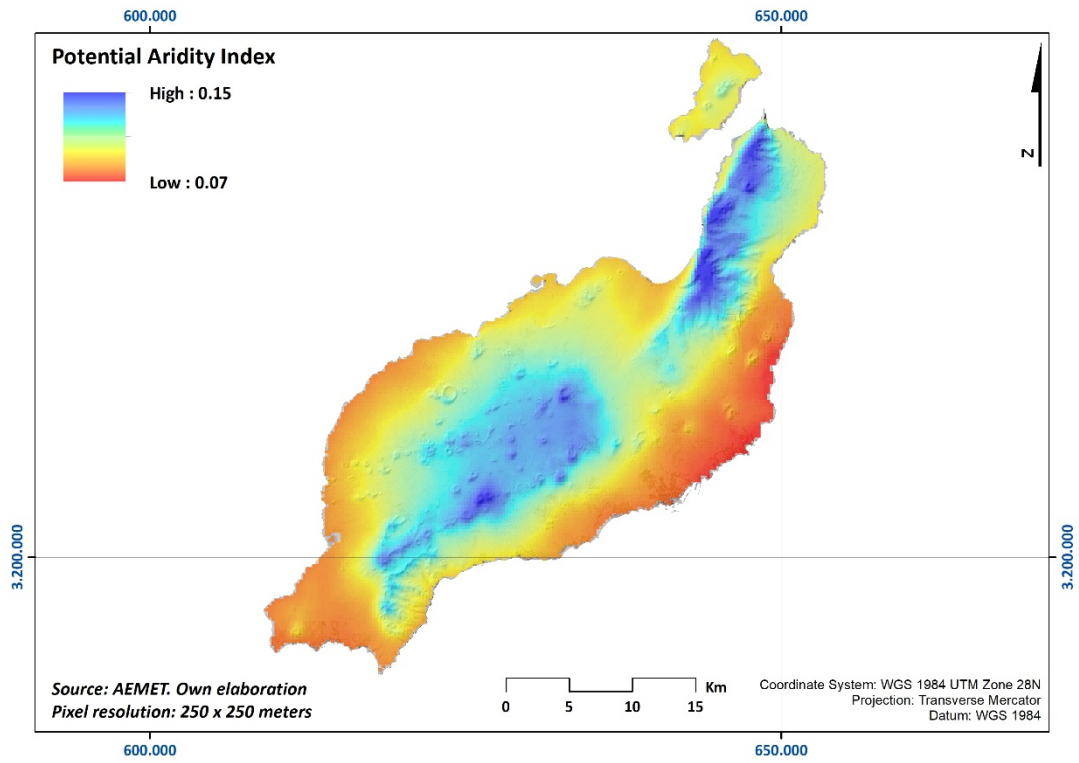 600.000
650.000
Potential Aridity Index
High : 0.15
Low : 0.07
N
3.200.000
3.200.000
Source: AEMET. Own elaboration
Pixel resolution: 250 x 250 meters
Km
0 5 10 15
Coordinate System: WGS 1984 UTM Zone 28N
Projection: Transverse Mercator
Datum: WGS 1984
600.000
650.000